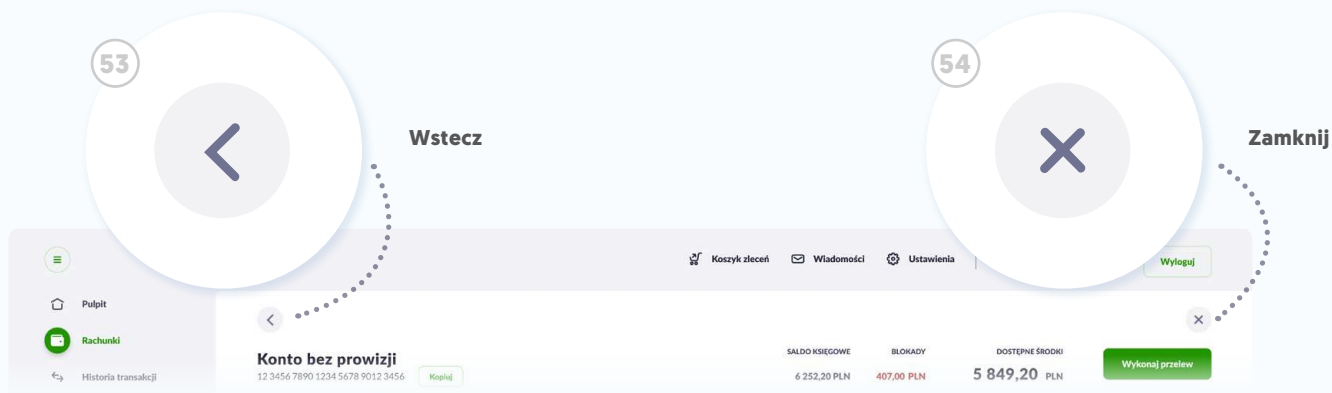 53
54
Wstecz
Zamknij
Koszyk zleceń
Wiadomości
Ustawienia
Wyloguj
Pulpit
Rachunki
Historia transakcji
Konto bez prowizji
12 3456 7890 1234 5678 9012 3456
Kopiuj
SALDO KSIĘGOWE
BLOKADY
DOSTĘPNE ŚRODKI
6 252,20 PLN
407,00 PLN
5 849,20 PLN
Wykonaj przelew